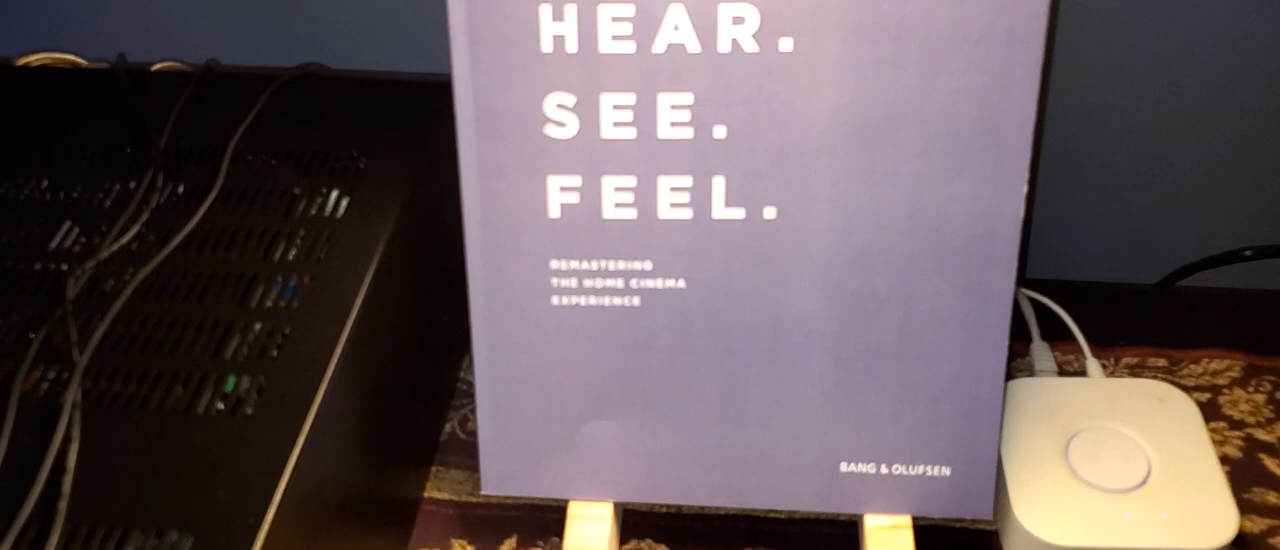 HEAR.
SEE.
FEEL.
REMASTERING
THE HOME CINEMA
EXPERIENCE
BANG & OLUFSEN